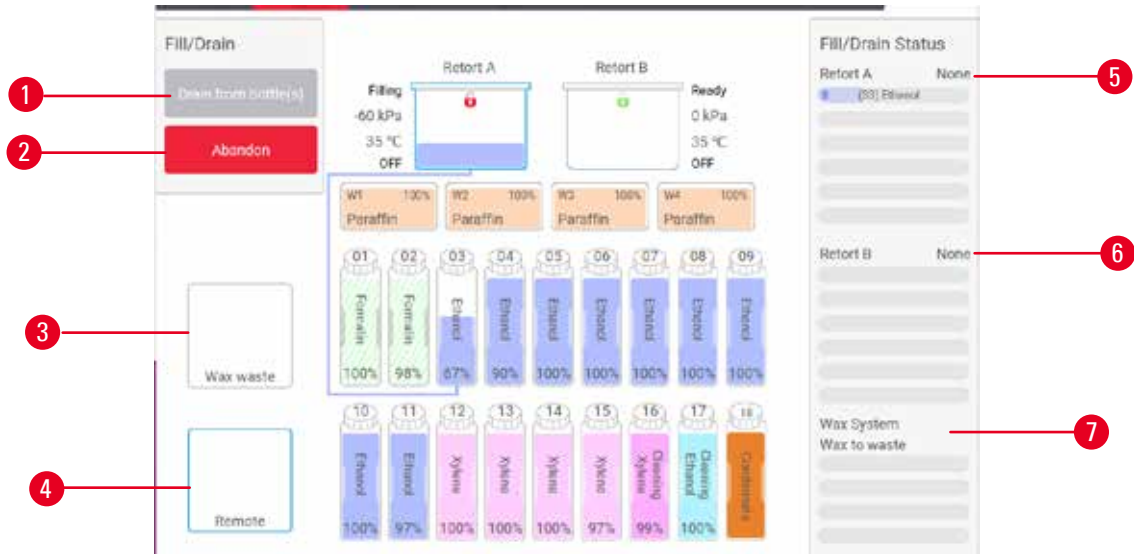 Fill/Drain
Drain from bottle(s)
Abandon
Wax waste
Remote
Retort A
Filling
-60 kPa
35 °C
OFF
Retort B
Ready
0 kPa
35 °C
OFF
W1 100%
Paraffin
W2 100%
Paraffin
W3 100%
Paraffin
W4 100%
Paraffin
01 02 03 04 05 06 07 08 09
Formalin Formalin Ethanol Ethanol Ethanol Ethanol Ethanol Ethanol Ethanol
100% 98% 67% 90% 100% 100% 100% 100% 100%
10 11 12 13 14 15 16 17 18
Ethanol Ethanol Xylene Xylene Xylene Xylene Cleaning Xylene Cleaning Ethanol Condensate
100% 97% 100% 100% 100% 97% 99% 100%
Fill/Drain Status
Retort A None
(S3) Ethanol
Retort B None
Wax System
Wax to waste
1
2
3
4
5
6
7